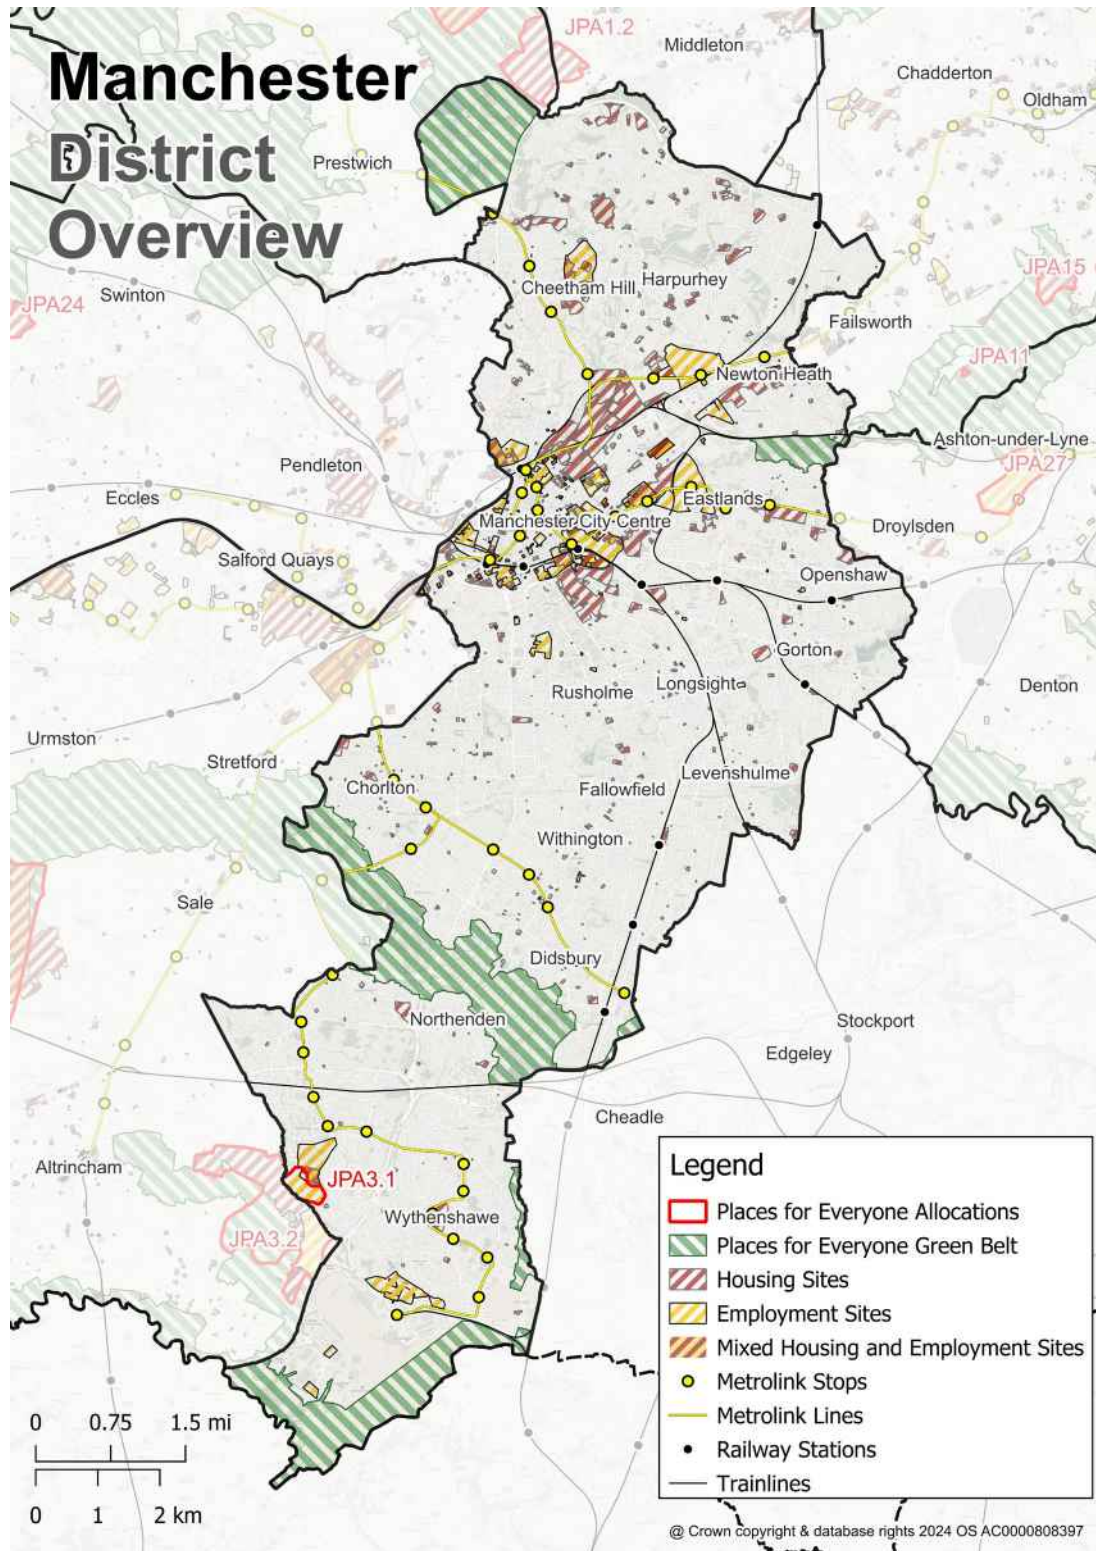 Manchester
District
Overview
JPA1.2
Middleton
Chadderton
Oldham
Prestwich
Swinton
JPA24
Cheetham Hill
Harpurhey
JPA15
Failsworth
JPA11
Newton Heath
Ashton-under-Lyne
JPA27
Pendleton
Eccles
Eastlands
Manchester City Centre
Droylsden
Salford Quays
Openshaw
Gorton
Rusholme
Longsight
Denton
Urmston
Stretford
Levenshulme
Chorlton
Fallowfield
Withington
Sale
Didsbury
Northenden
Stockport
Edgeley
Cheadle
Altrincham
JPA3.1
JPA3.2
Wythenshawe
Legend
Places for Everyone Allocations
Places for Everyone Green Belt
Housing Sites
Employment Sites
Mixed Housing and Employment Sites
Metrolink Stops
Metrolink Lines
Railway Stations
Trainlines
0 0.75 1.5 mi
0 1 2 km
@ Crown copyright & database rights 2024 OS AC0000808397